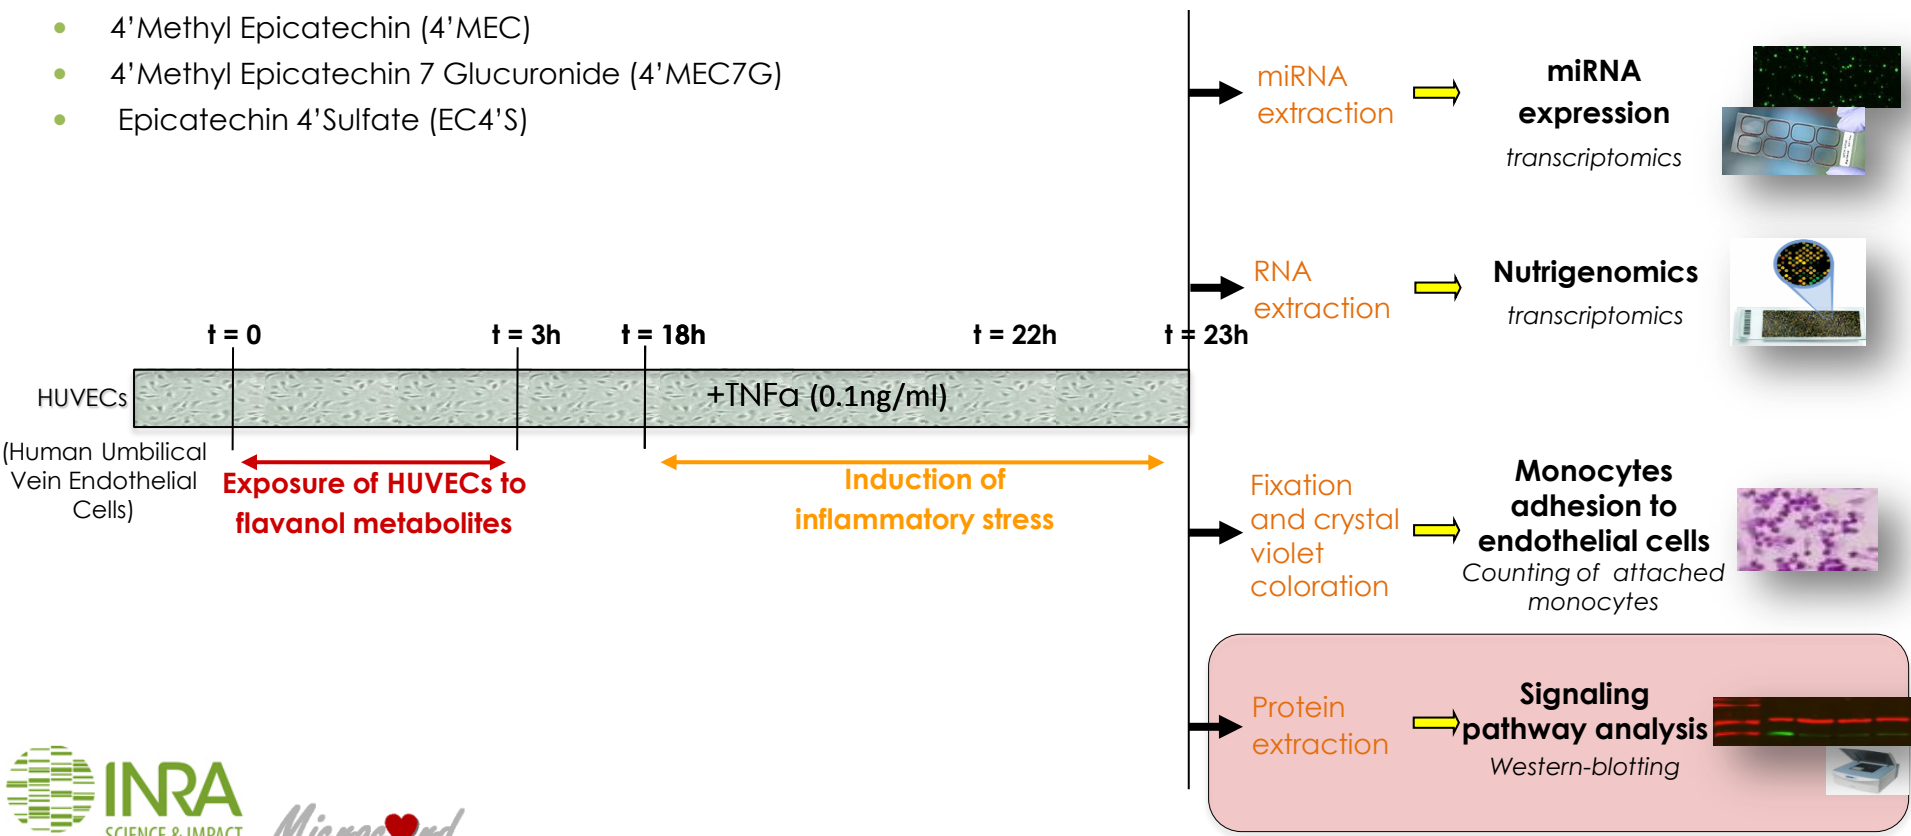 4’Methyl Epicatechin (4’MEC)
4’Methyl Epicatechin 7 Glucuronide (4’MEC7G)
Epicatechin 4’Sulfate (EC4’S)
miRNA
extraction
miRNA
expression
transcriptomics
RNA
extraction
Nutrigenomics
transcriptomics
t = 0
t = 3h
t = 18h
t = 22h
t = 23h
HUVECs
+TNFα (0.1ng/ml)
(Human Umbilical
Vein Endothelial
Cells)
Exposure of HUVECs to
flavanol metabolites
Induction of
inflammatory stress
Fixation
and crystal
violet
coloration
Monocytes
adhesion to
endothelial cells
Counting of attached
monocytes
Protein
extraction
Signaling
pathway analysis
Western-blotting
INRA
SCIENCE & IMPACT